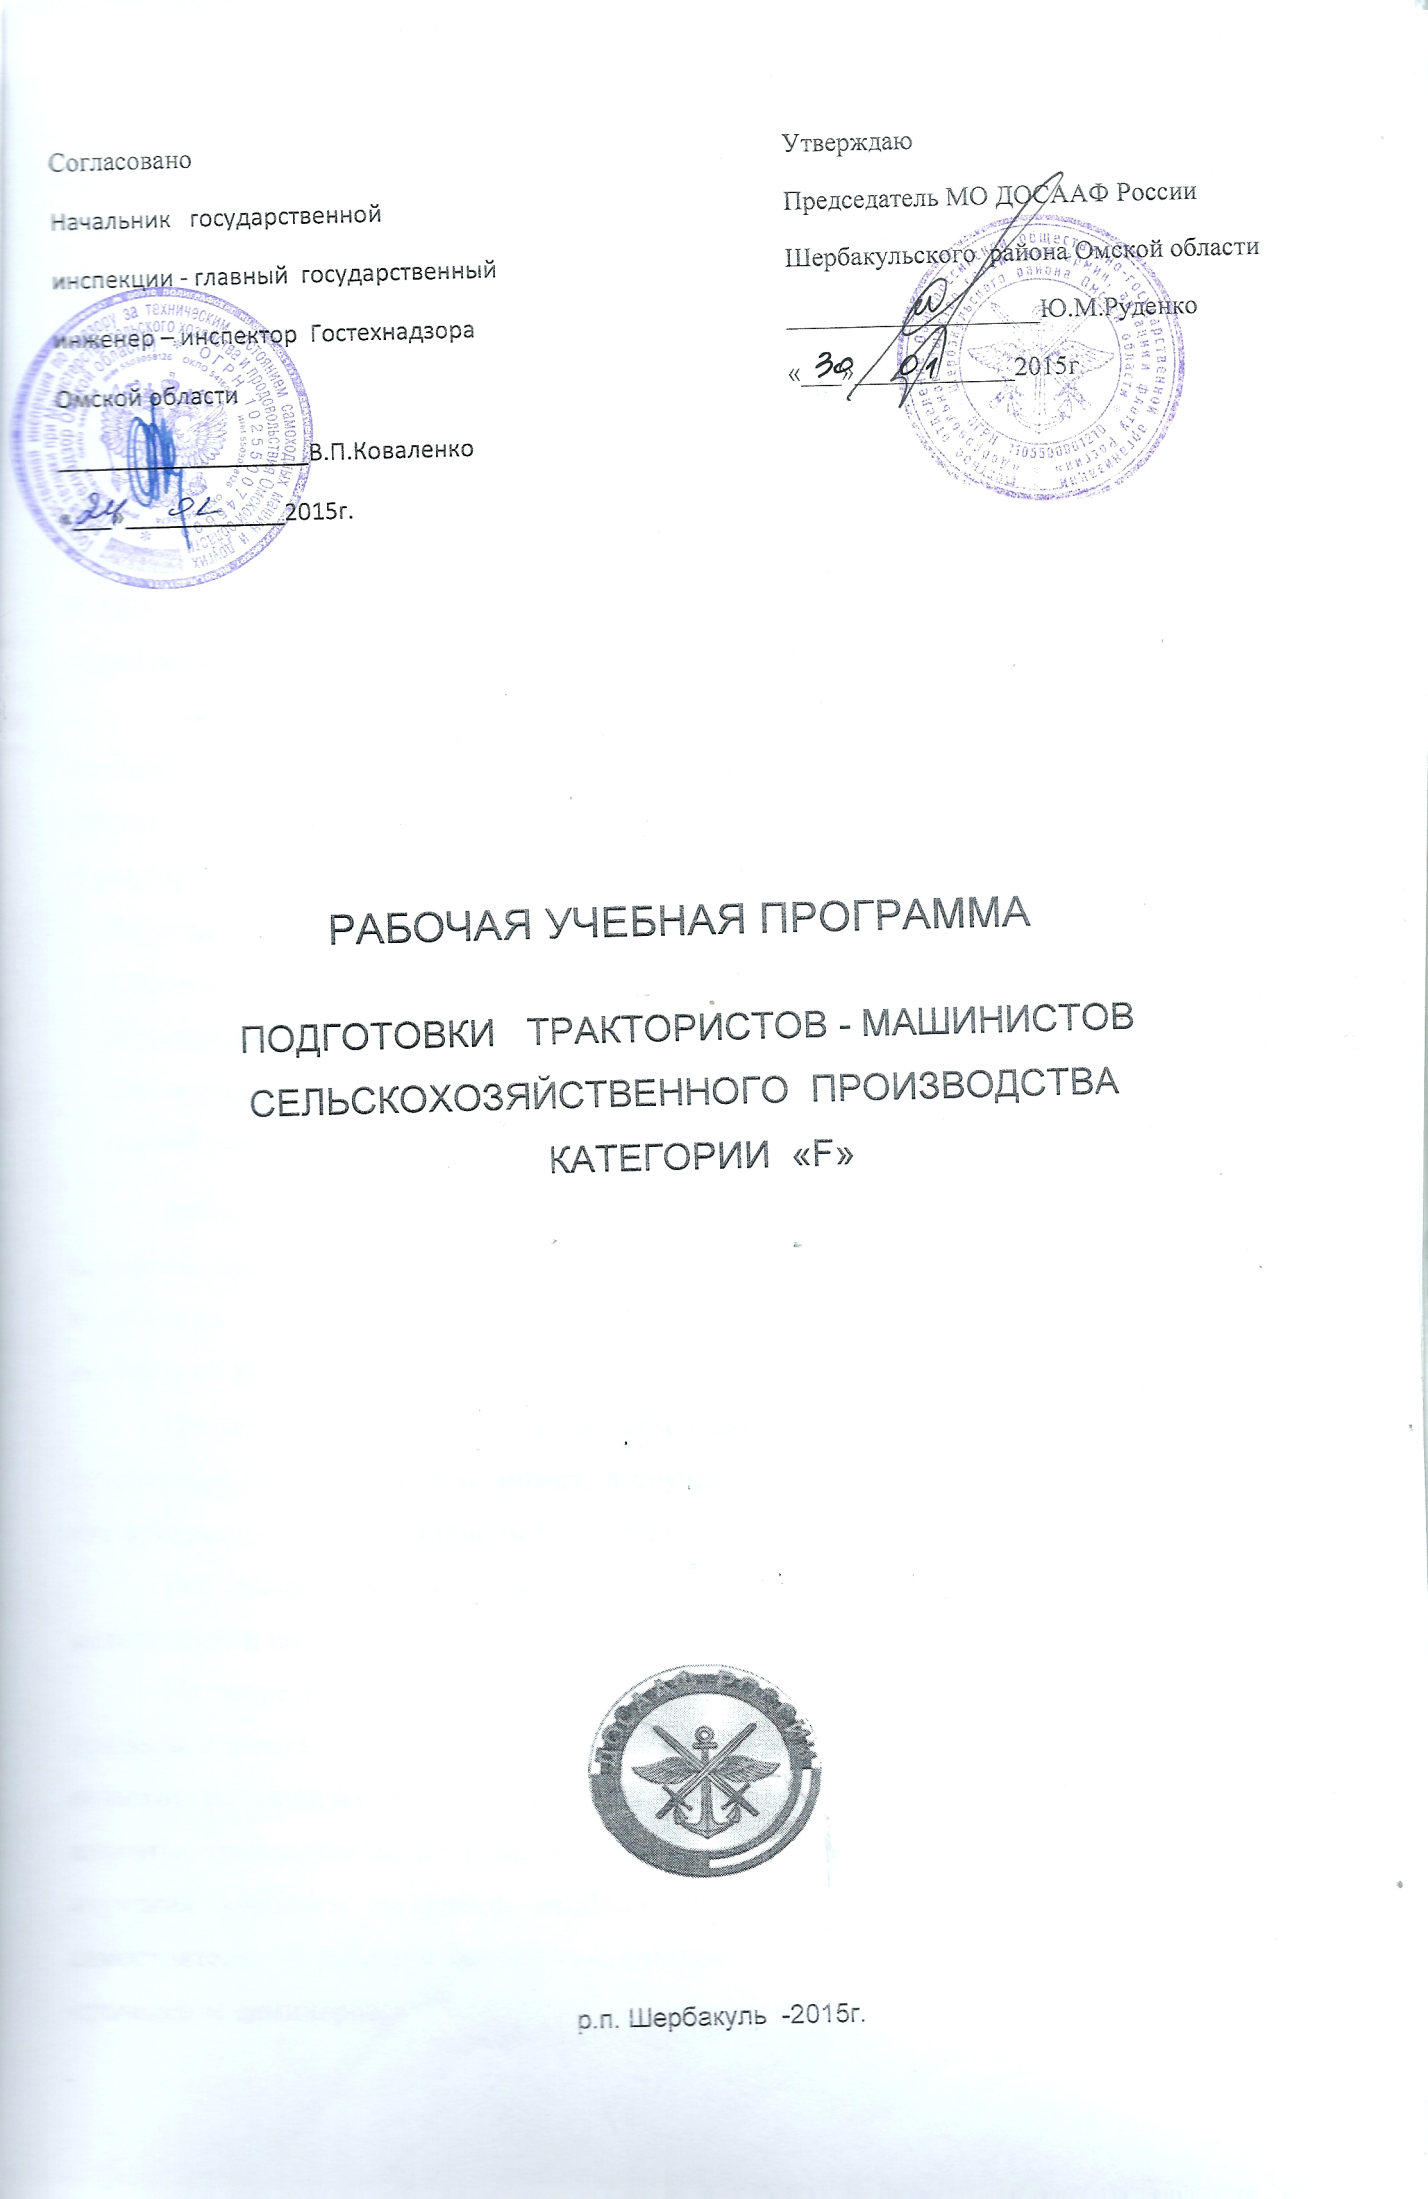 Согласовано
Начальник государственной
инспекции - главный государственный
инженер – инспектор Гостехнадзора
Омской области
В.П.Коваленко
«24» 2015г.
Утверждаю
Председатель МО ДОСААФ России
Шербакульского района Омской области
Ю.М.Руденко
«30» 01 2015г.
РАБОЧАЯ УЧЕБНАЯ ПРОГРАММА
ПОДГОТОВКИ ТРАКТОРИСТОВ - МАШИНИСТОВ
СЕЛЬСКОХОЗЯЙСТВЕННОГО ПРОИЗВОДСТВА
КАТЕГОРИИ «F»
ДОСААФ РОССИИ
р.п. Шербакуль -2015г.